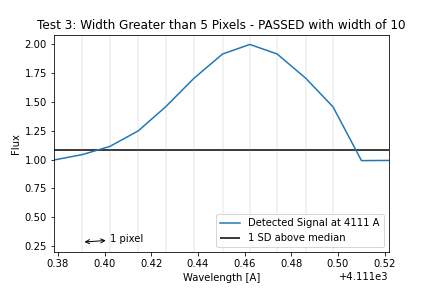 Test 3: Width Greater than 5 Pixels - PASSED with width of 10
2.00
1.75
1.50
1.25
1.00
0.75
0.50
0.25
Flux
1 pixel
Detected Signal at 4111 A
1 SD above median
0.38 0.40 0.42 0.44 0.46 0.48 0.50 0.52
Wavelength [A]
+4.111e3